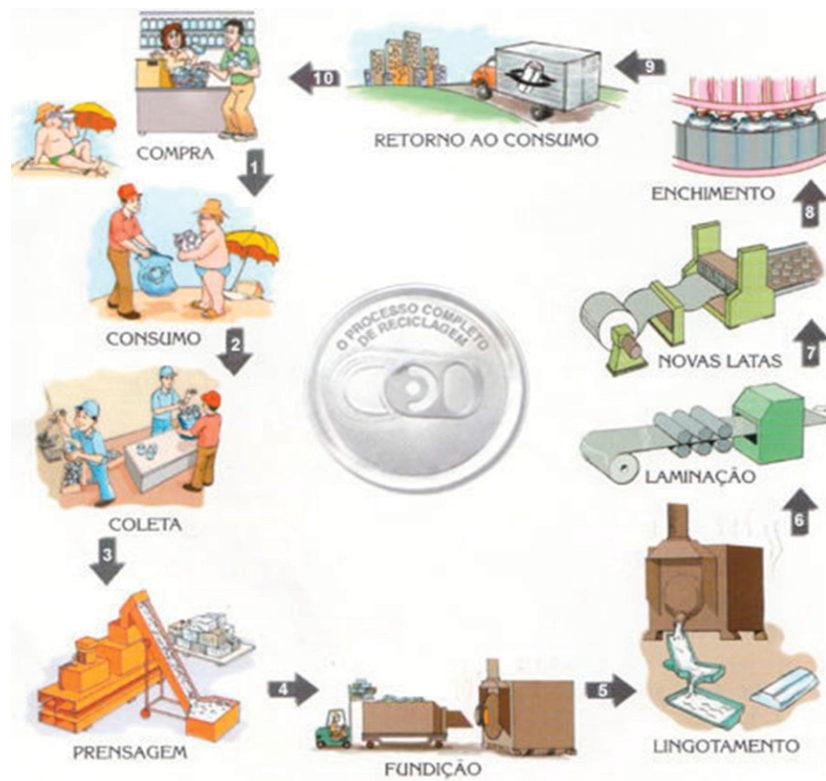 COMPRA
1
CONSUMO
2
COLETA
3
PRENSAGEM
4
FUNDIÇÃO
5
LINGOTAMENTO
6
LAMINAÇÃO
7
NOVAS LATAS
8
ENCHIMENTO
9
RETORNO AO CONSUMO
10
O PROCESSO COMPLETO
DE RECICLAGEM